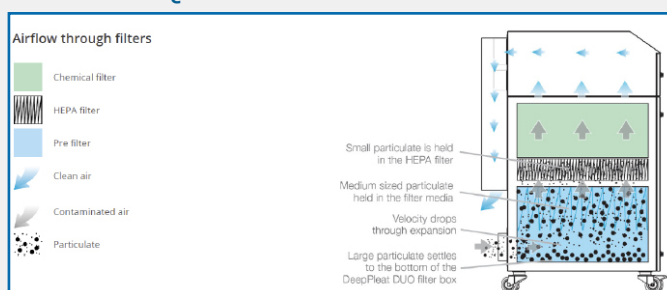 Airflow through filters
Chemical filter
HEPA filter
Pre filter
Clean air
Contaminated air
Particulate
Small particulate is held
in the HEPA filter
Medium sized particulate
held in the filter media
Velocity drops
through expansion
Large particulate settles
to the bottom of the
DeepPleat DUO filter box